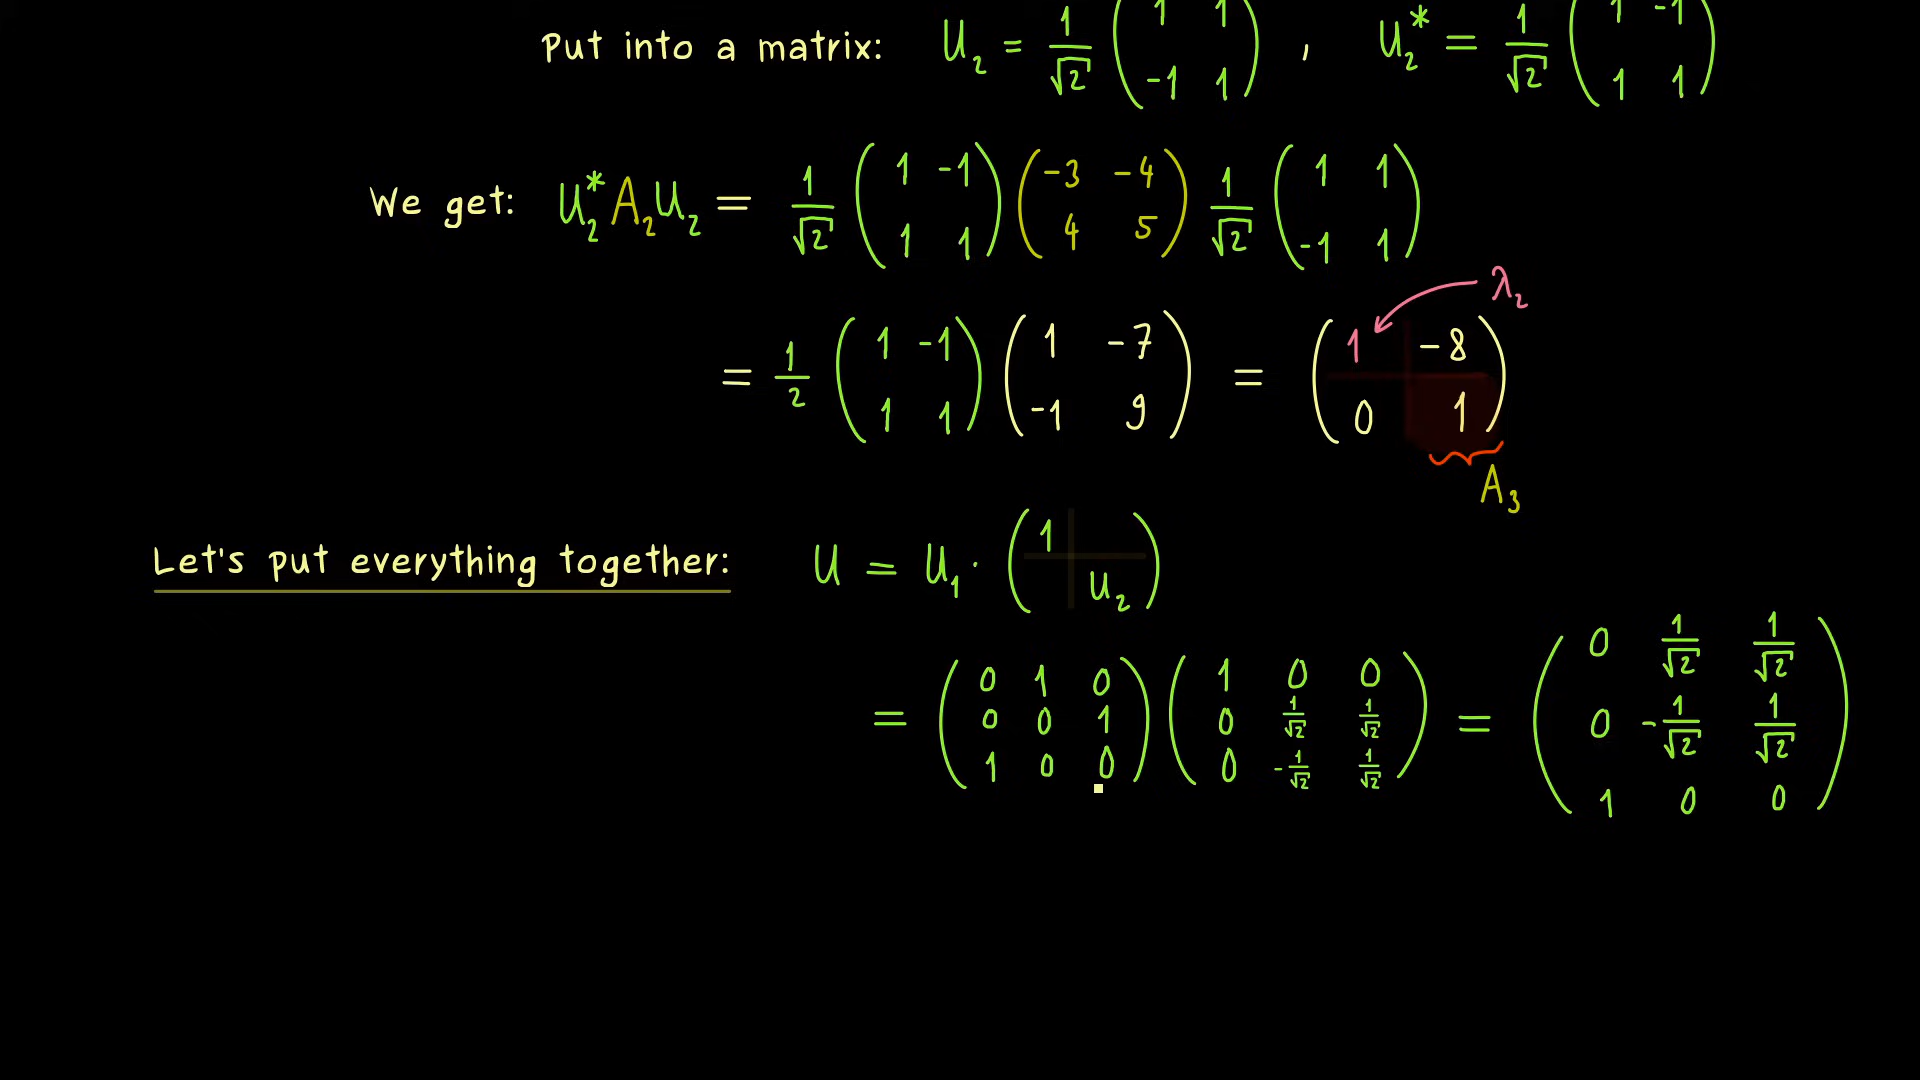 Put into a matrix: U₂ = 1/√2 ( 1 1 ; -1 1 ) , U₂* = 1/√2 ( 1 -1 ; 1 1 )
We get: U₂* A₂ U₂ = 1/√2 ( 1 -1 ; 1 1 ) ( -3 -4 ; 4 5 ) 1/√2 ( 1 1 ; -1 1 )
λ₂
= 1/2 ( 1 -1 ; 1 1 ) ( 1 -7 ; -1 9 ) = ( 1 -8 ; 0 1 )
A₃
Let's put everything together: U = U₁ · ( 1 ; U₂ )
= ( 0 1 0 ; 0 0 1 ; 1 0 0 ) ( 1 0 0 ; 0 1/√2 1/√2 ; 0 -1/√2 1/√2 ) = ( 0 1/√2 1/√2 ; 0 -1/√2 1/√2 ; 1 0 0 )